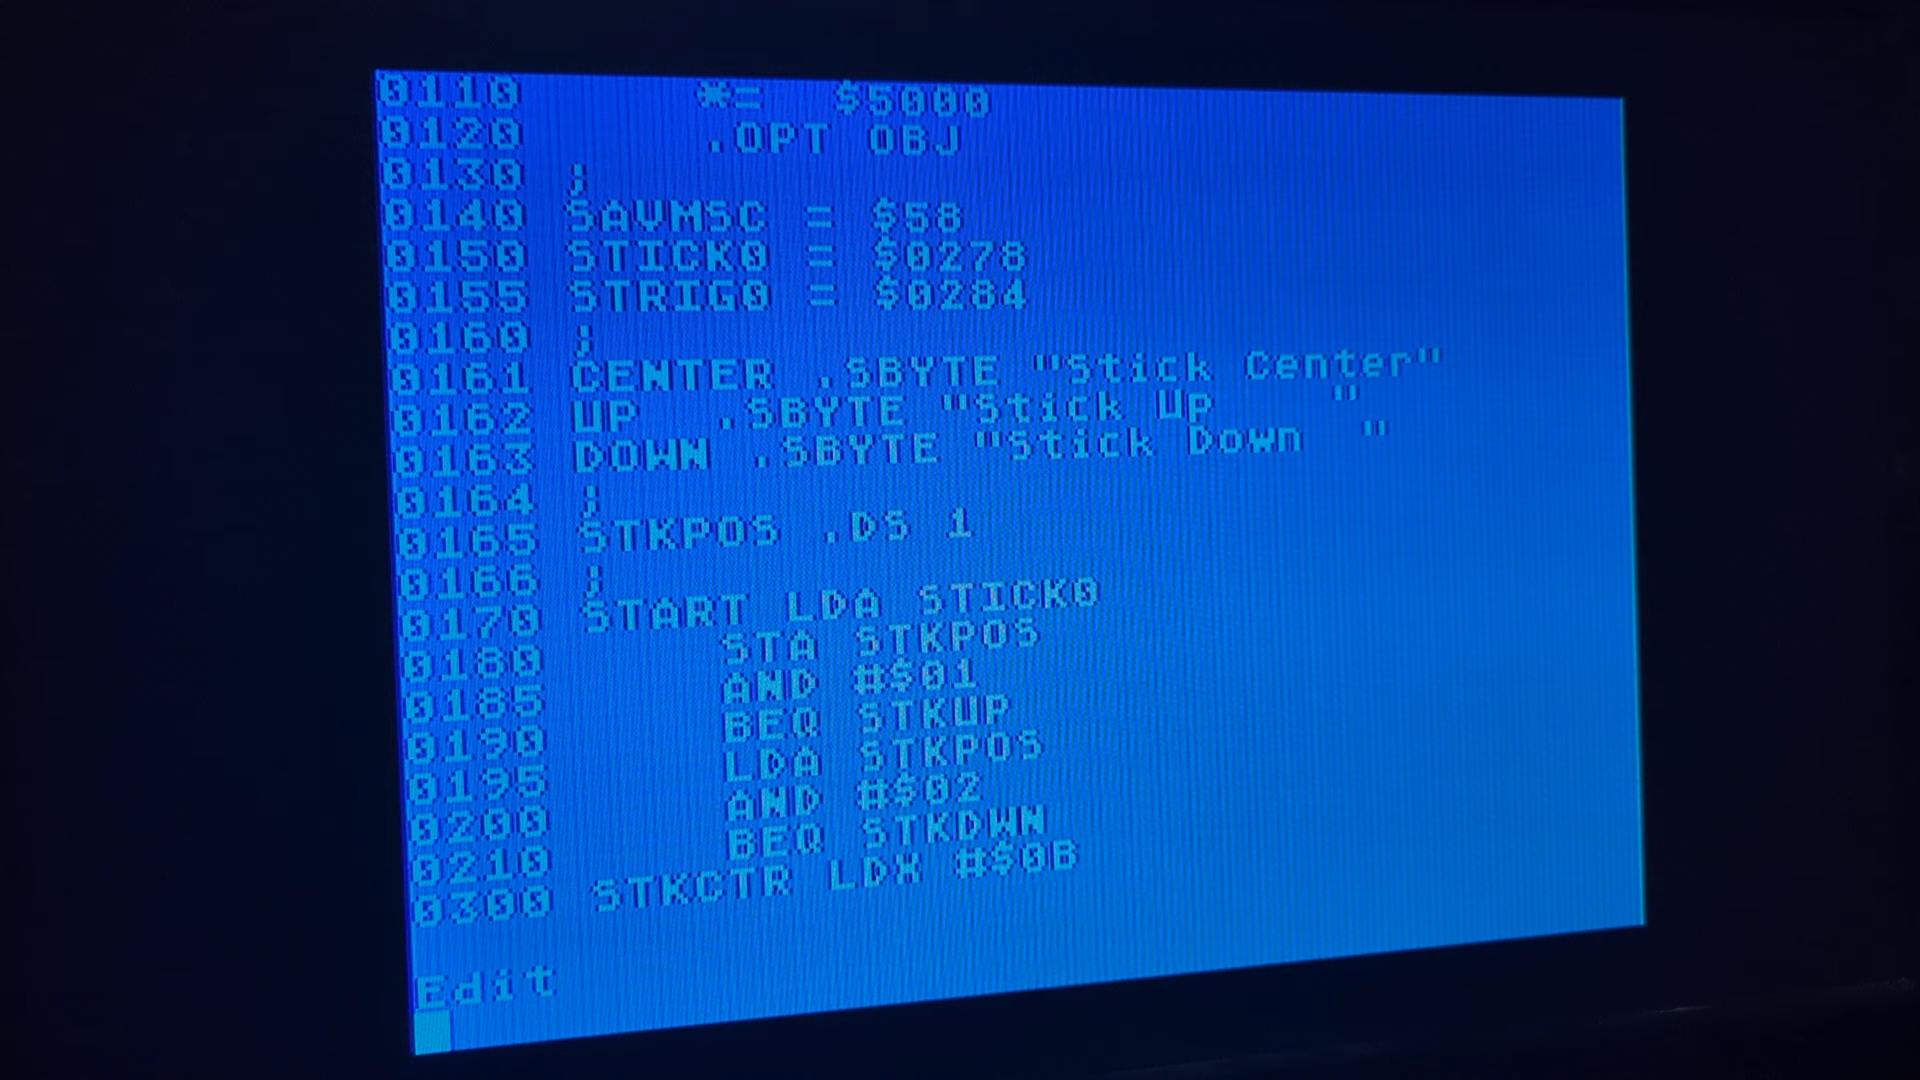 0110      *=   $5000
0120      .OPT OBJ
0130 ;
0140 SAVMSC = $58
0150 STICK0 = $0278
0155 STRIG0 = $0284
0160 ;
0161 CENTER .SBYTE "Stick Center"
0162 UP  .SBYTE "Stick Up    "
0163 DOWN .SBYTE "Stick Down  "
0164 ;
0165 STKPOS .DS 1
0166 ;
0170 START LDA STICK0
0180      STA STKPOS
0185      AND #$01
0190      BEQ STKUP
0195      LDA STKPOS
0200      AND #$02
0210      BEQ STKDWN
0300 STKCTR LDX #$0B
Edit